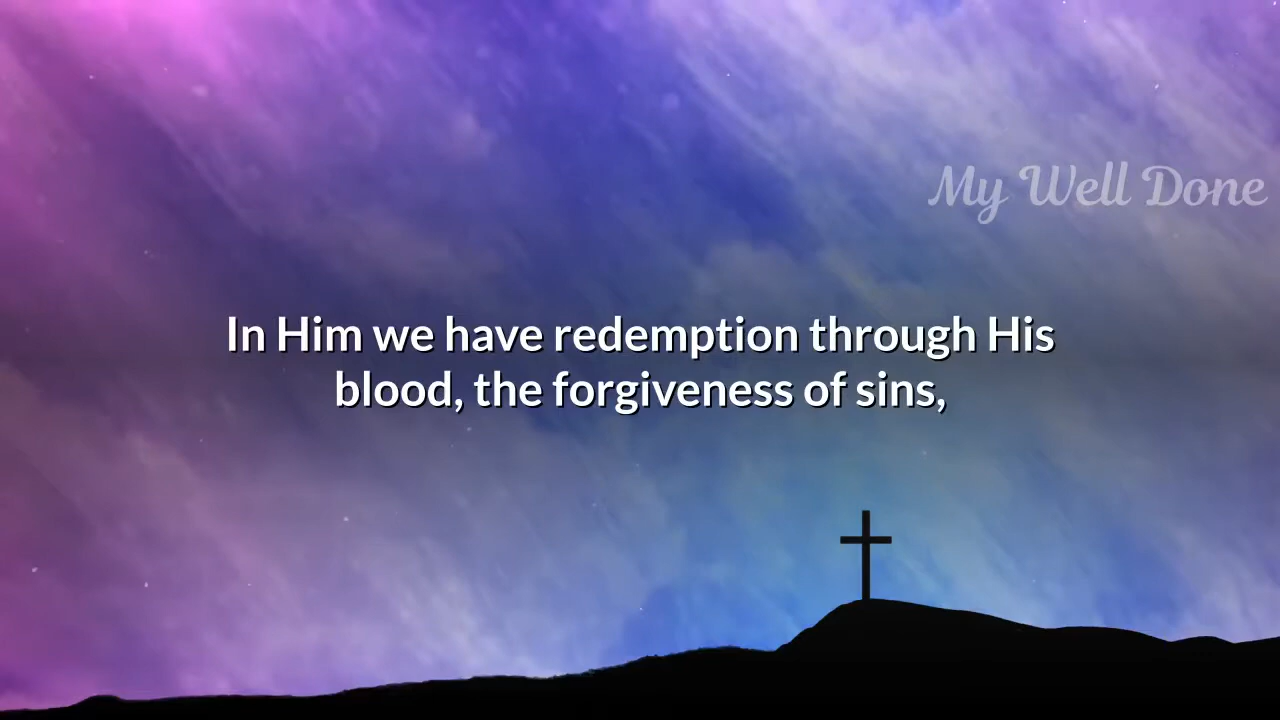 My Well Done
In Him we have redemption through His
blood, the forgiveness of sins,